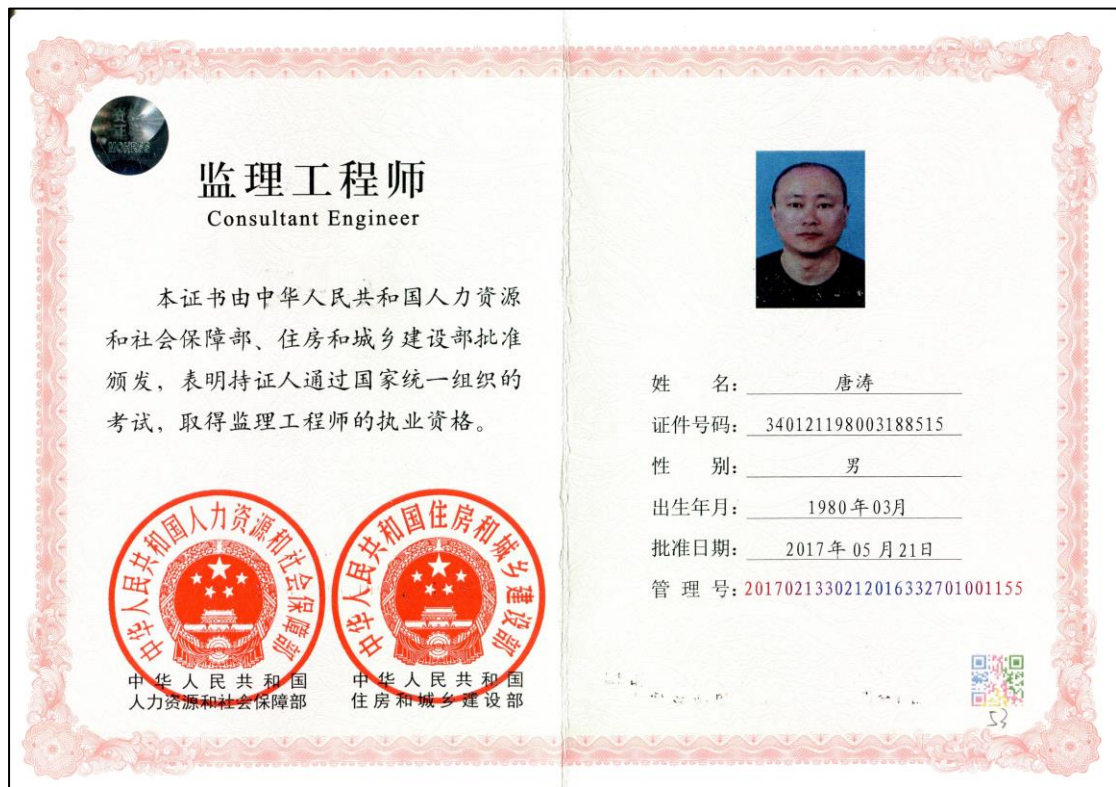 监理工程师
Consultant Engineer
本证书由中华人民共和国人力资源
和社会保障部、住房和城乡建设部批准
颁发，表明持证人通过国家统一组织的
考试，取得监理工程师的执业资格。
中华人民共和国人力资源和社会保障部
中华人民共和国住房和城乡建设部
中华人民共和国
人力资源和社会保障部
中华人民共和国
住房和城乡建设部
姓 名：唐涛
证件号码：340121198003188515
性 别：男
出生年月：1980年03月
批准日期：2017年05月21日
管 理 号：2017021330212016332701001155
53